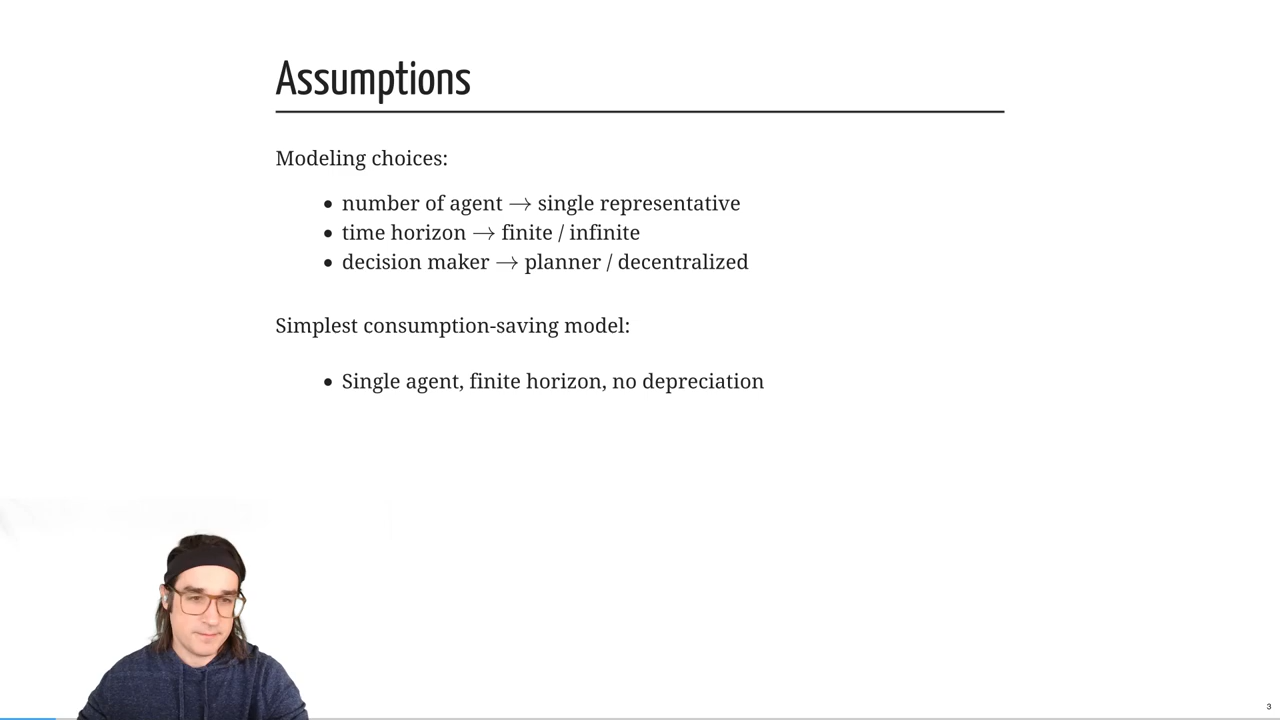 Assumptions
Modeling choices:
• number of agent → single representative
• time horizon → finite / infinite
• decision maker → planner / decentralized
Simplest consumption-saving model:
• Single agent, finite horizon, no depreciation
3